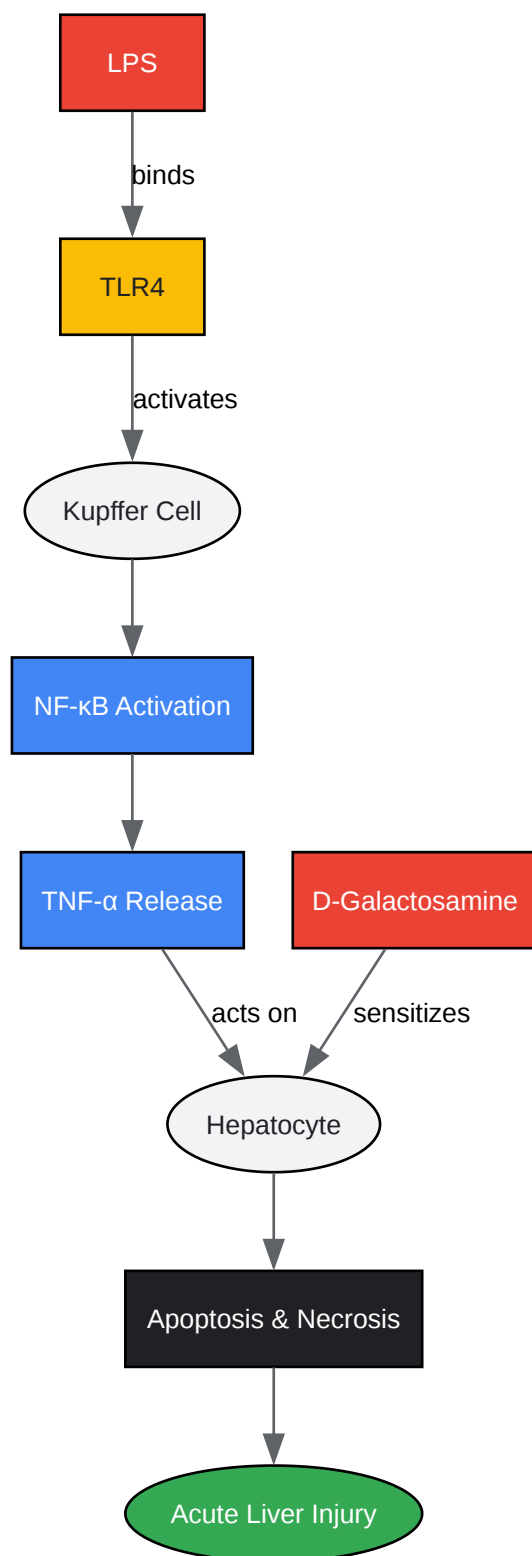 LPS
binds
TLR4
activates
Kupffer Cell
NF-κB Activation
TNF-α Release
D-Galactosamine
acts on
sensitizes
Hepatocyte
Apoptosis & Necrosis
Acute Liver Injury